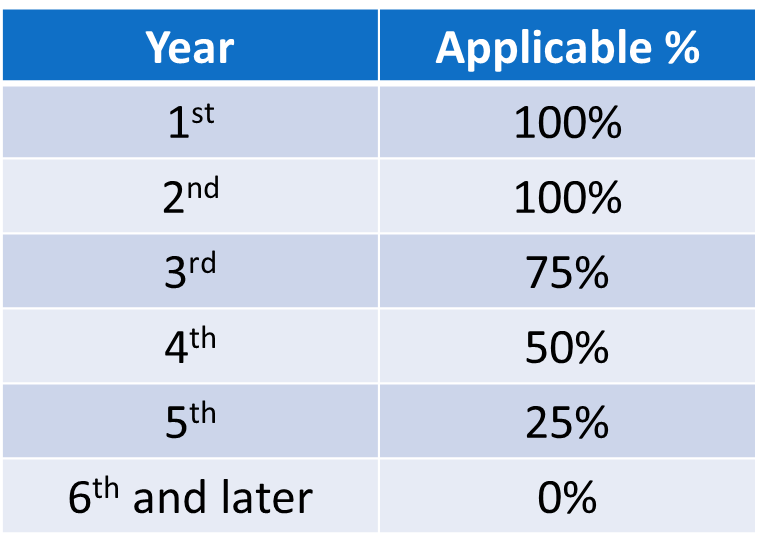 Year Applicable %
1st 100%
2nd 100%
3rd 75%
4th 50%
5th 25%
6th and later 0%